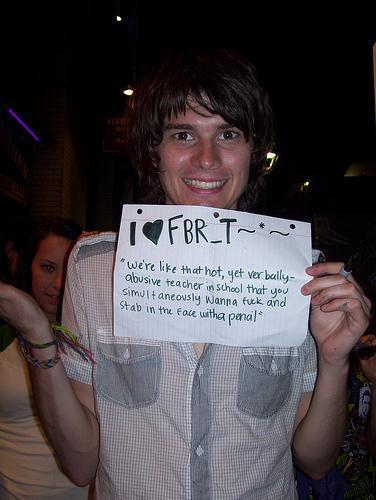 I ♥ FBR_T~*~
"We're like that hot, yet verbally-
abusive teacher in school that you
simultaneously wanna fuck and
stab in the face with a penal"